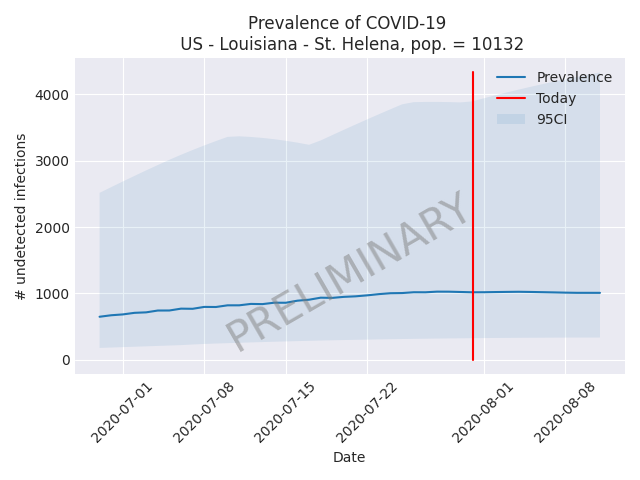 Prevalence of COVID-19
US - Louisiana - St. Helena, pop. = 10132
Prevalence
Today
95CI
4000
3000
2000
1000
0
# undetected infections
PRELIMINARY
2020-07-01
2020-07-08
2020-07-15
2020-07-22
2020-08-01
2020-08-08
Date